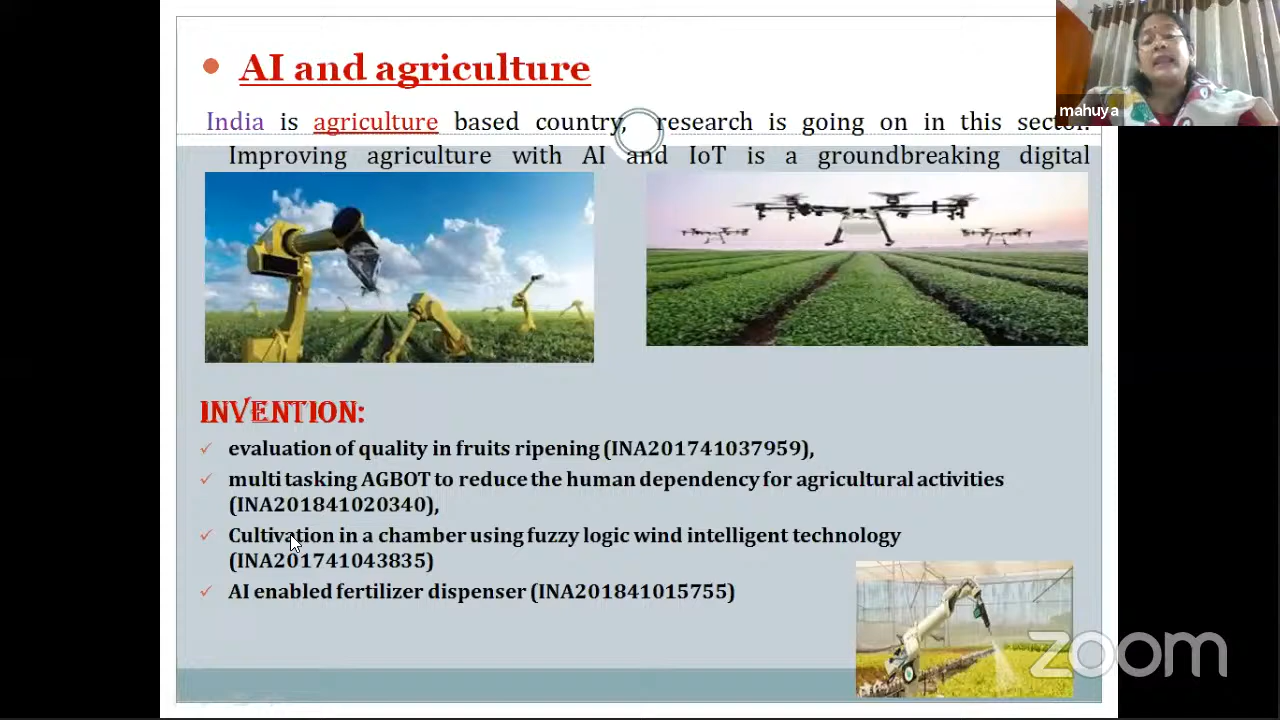 AI and agriculture
India is agriculture based country, research is going on in this sector.
Improving agriculture with AI and IoT is a groundbreaking digital
INVENTION:
evaluation of quality in fruits ripening (INA201741037959),
multi tasking AGBOT to reduce the human dependency for agricultural activities
(INA201841020340),
Cultivation in a chamber using fuzzy logic wind intelligent technology
(INA201741043835)
AI enabled fertilizer dispenser (INA201841015755)
mahuya
zoom